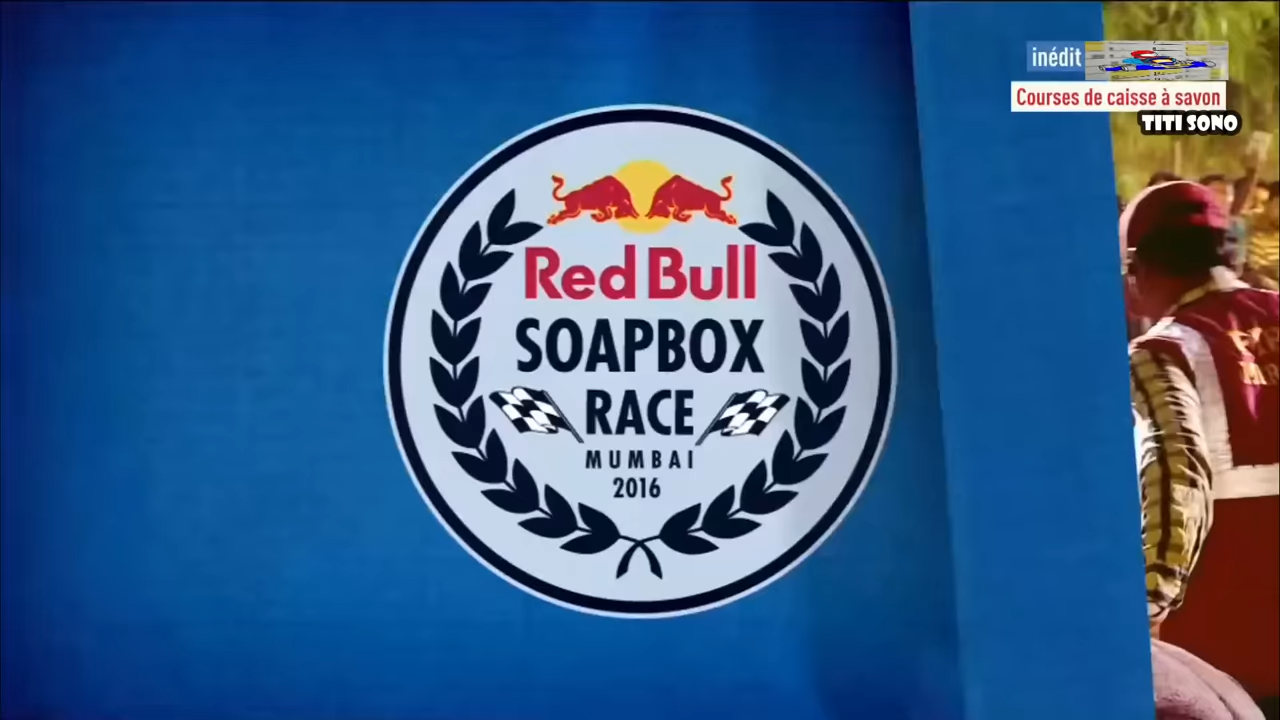 inédit
Courses de caisse à savon
TITI SONO
Red Bull
SOAPBOX
RACE
MUMBAI
2016